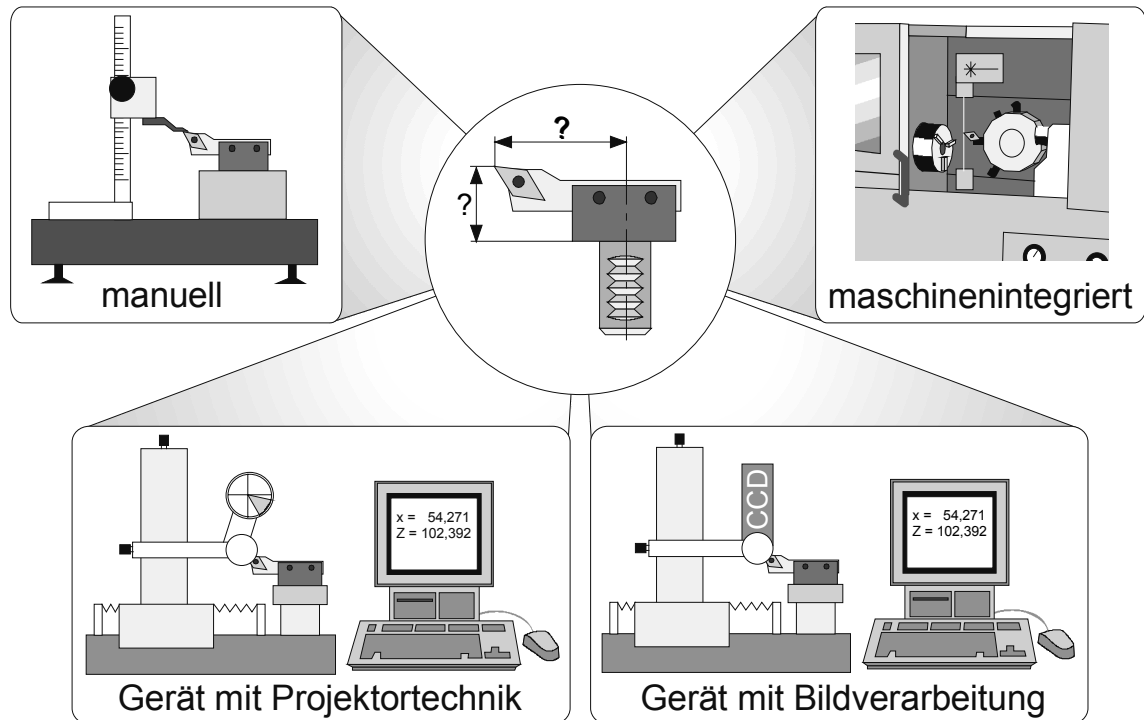 manuell
?
?
maschinenintegriert
x = 54,271
Z = 102,392
Gerät mit Projektortechnik
CCD
x = 54,271
Z = 102,392
Gerät mit Bildverarbeitung